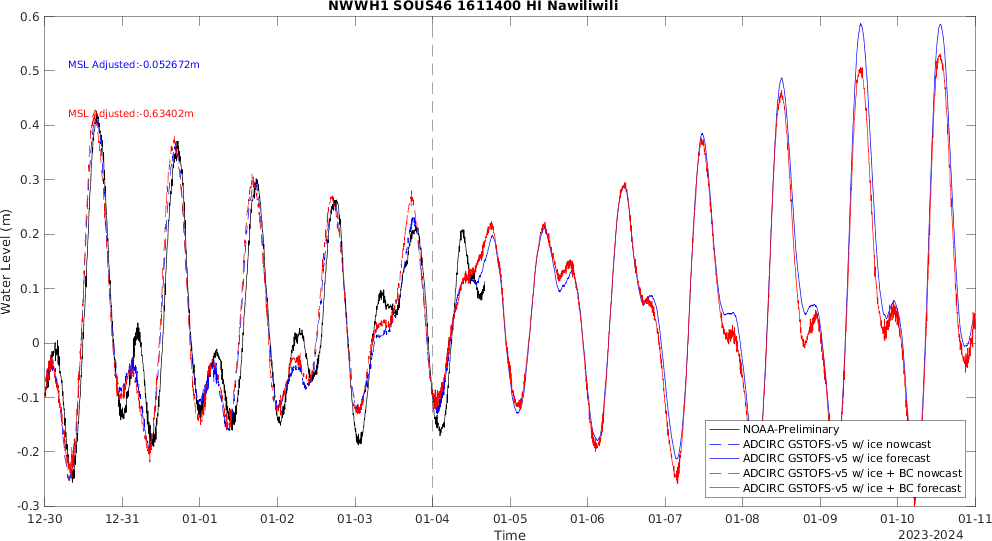 NWWH1 SOUS46 1611400 HI Nawiliwili
0.6
0.5
0.4
0.3
0.2
0.1
0
-0.1
-0.2
-0.3
Water Level (m)
MSL Adjusted:-0.052672m
MSL Adjusted:-0.63402m
NOAA-Preliminary
ADCIRC GSTOFS-v5 w/ ice nowcast
ADCIRC GSTOFS-v5 w/ ice forecast
ADCIRC GSTOFS-v5 w/ ice + BC nowcast
ADCIRC GSTOFS-v5 w/ ice + BC forecast
12-30 12-31 01-01 01-02 01-03 01-04 01-05 01-06 01-07 01-08 01-09 01-10 01-11
Time
2023-2024